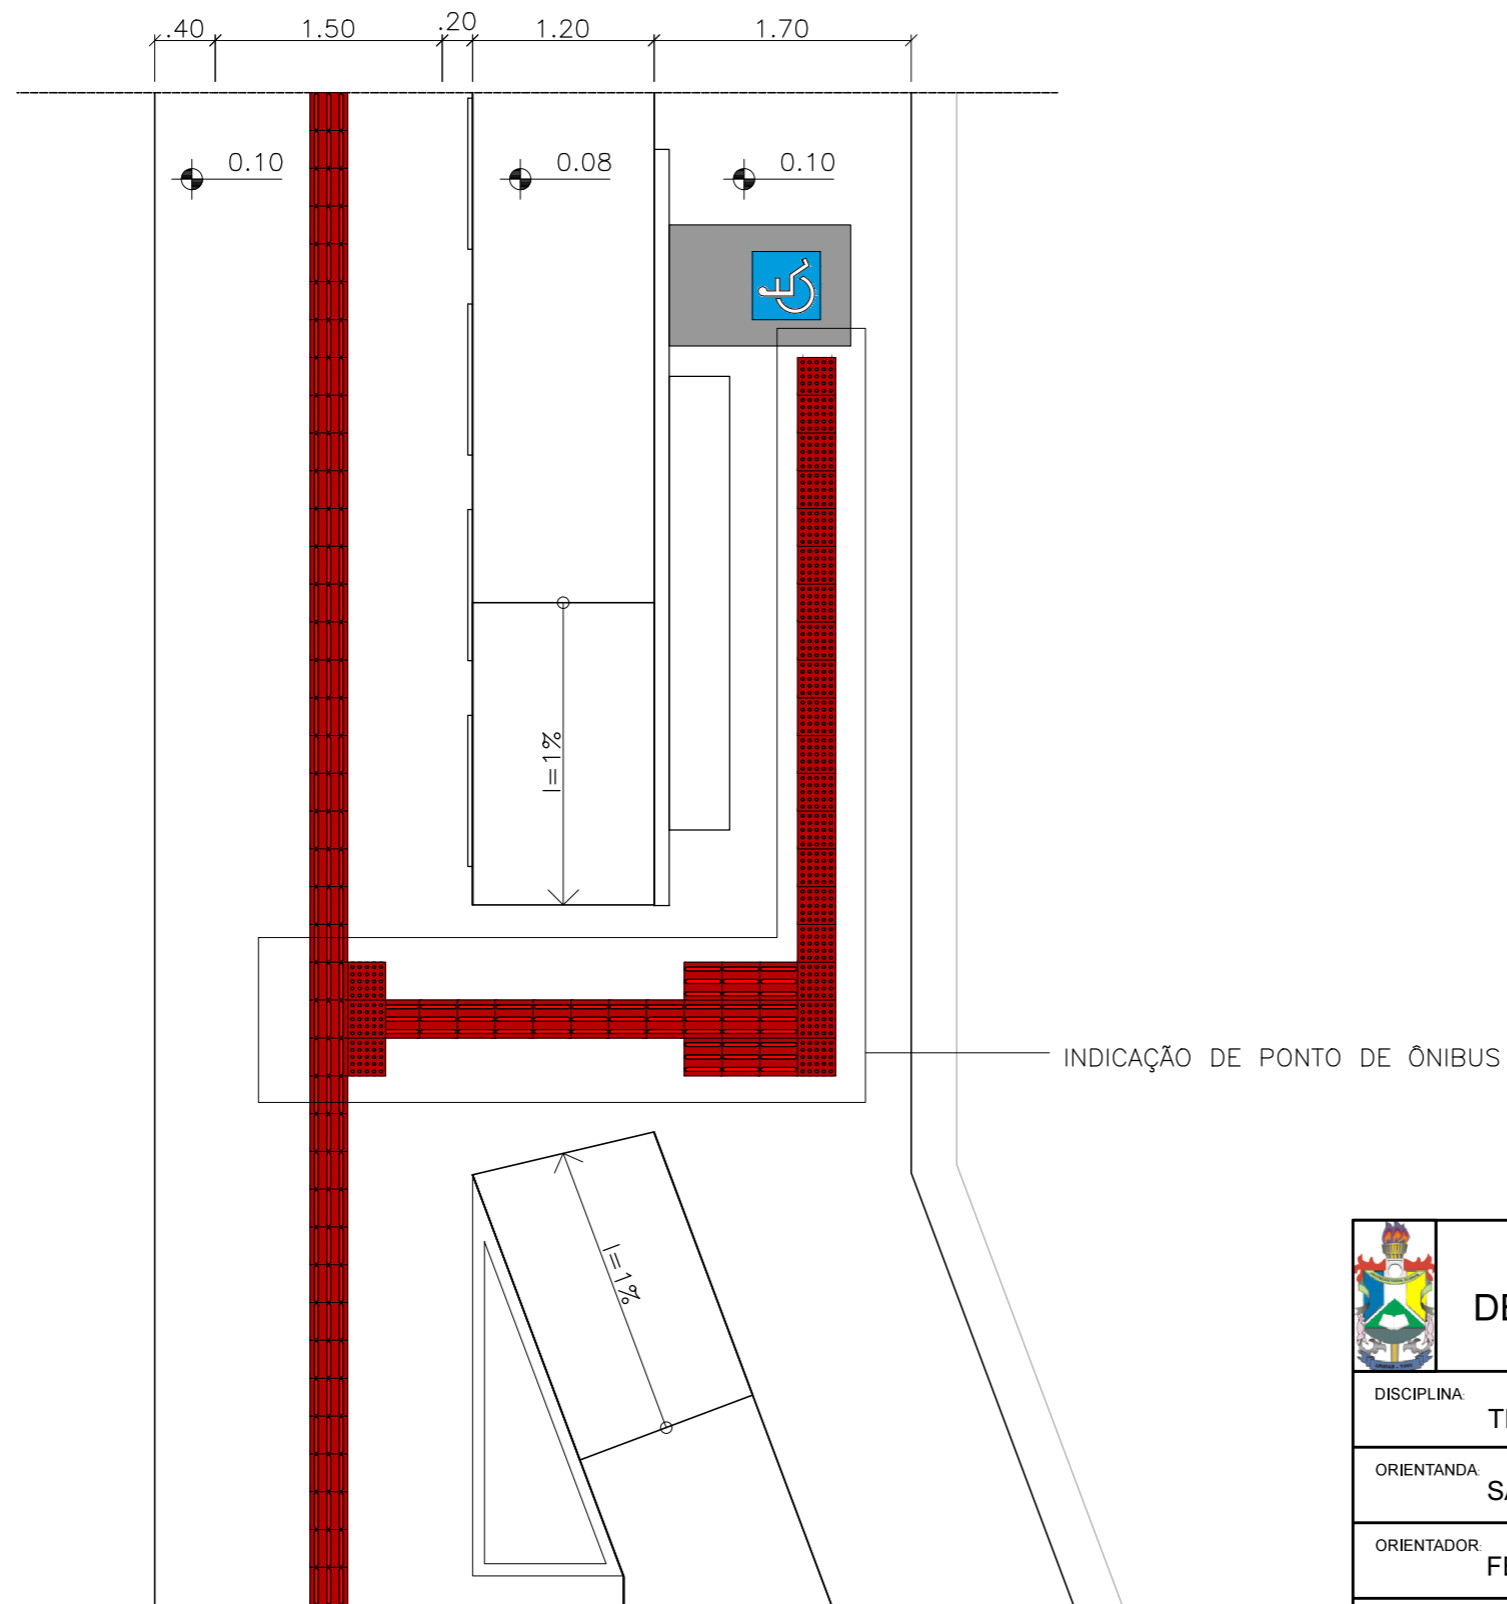 .40 1.50 .20 1.20 1.70
0.10 0.08 0.10
I=1%
INDICAÇÃO DE PONTO DE ÔNIBUS
I=1%
DISCIPLINA:
ORIENTANDA:
ORIENTADOR: